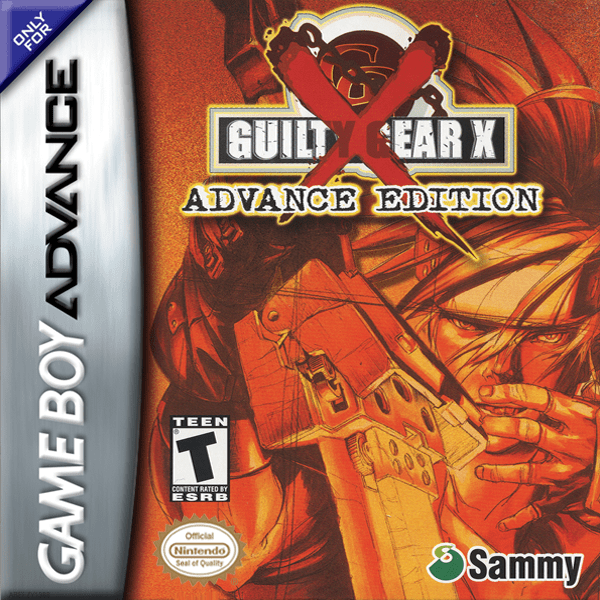 ONLY
FOR
GAME BOY ADVANCE
GUILTY GEAR X
ADVANCE EDITION
TEEN
T
CONTENT RATED BY
ESRB
Official
Nintendo
Seal of Quality
Sammy